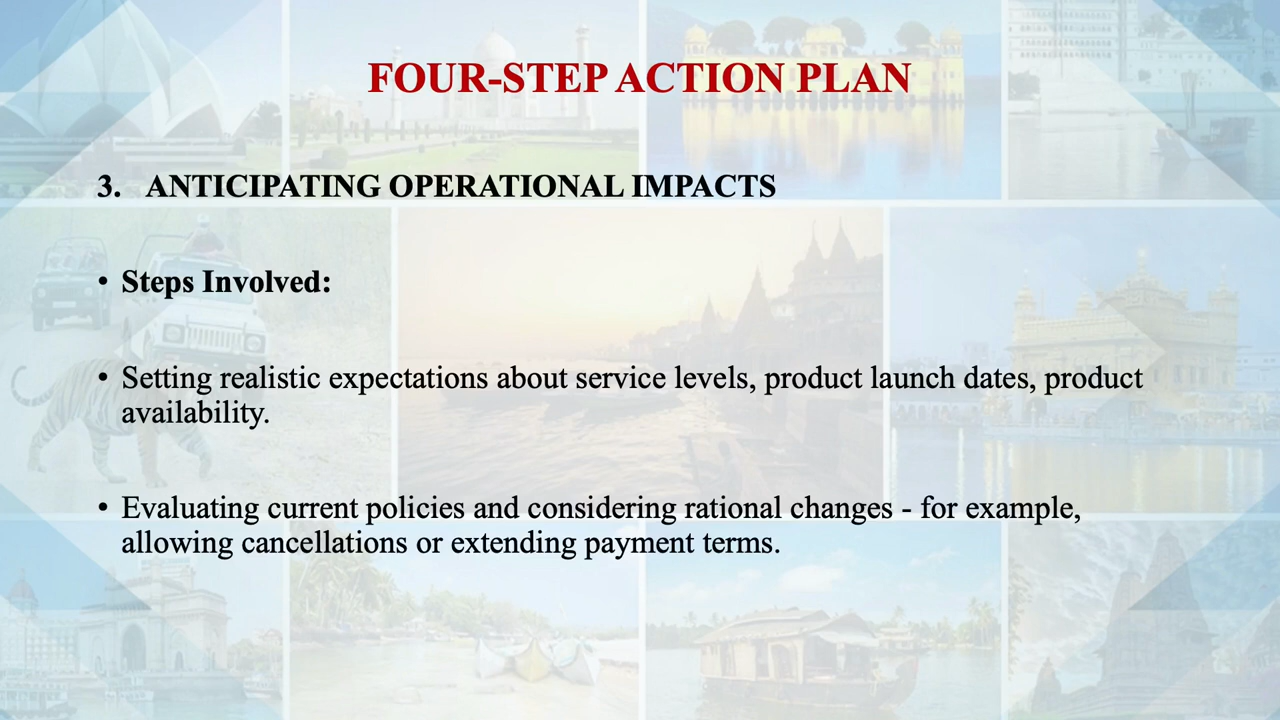 FOUR-STEP ACTION PLAN
3. ANTICIPATING OPERATIONAL IMPACTS
• Steps Involved:
• Setting realistic expectations about service levels, product launch dates, product
availability.
• Evaluating current policies and considering rational changes - for example,
allowing cancellations or extending payment terms.